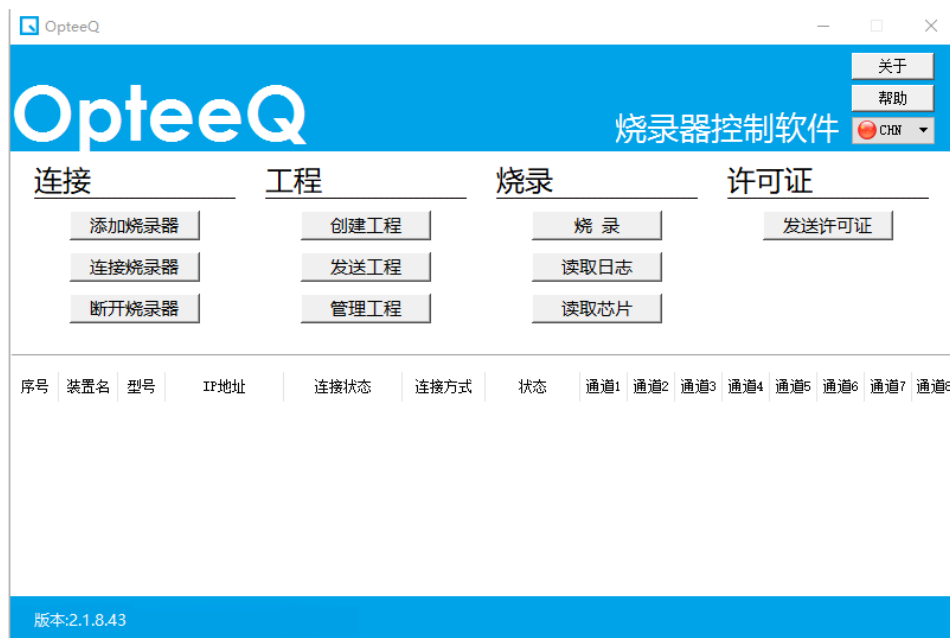 OpteeQ
关于
OpteeQ
帮助
烧录器控制软件
CHN
连接 工程 烧录 许可证
添加烧录器 创建工程 烧 录 发送许可证
连接烧录器 发送工程 读取日志
断开烧录器 管理工程 读取芯片
序号 装置名 型号 IP地址 连接状态 连接方式 状态 通道1 通道2 通道3 通道4 通道5 通道6 通道7 通道8
版本:2.1.8.43